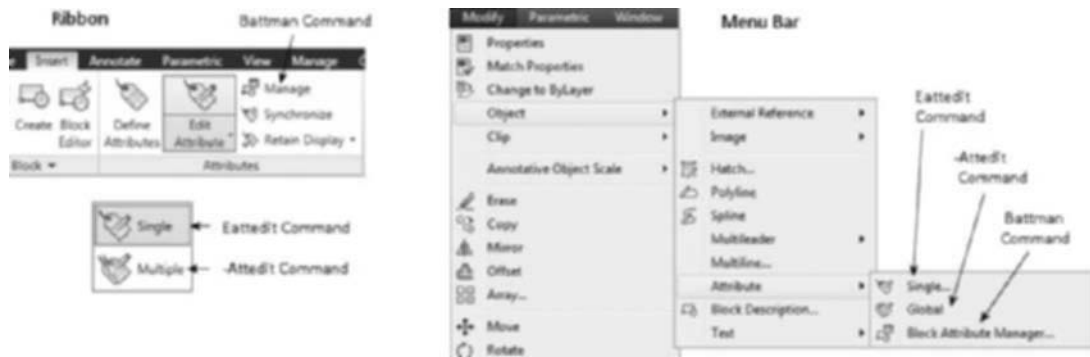 Ribbon
Battman Command
Insert Annotate Parametric View Manage
Create Block Editor
Define Attributes
Edit Attribute
Manage
Synchronize
Retain Display
Block
Attributes
Single
EattedIt Command
Multiple
-AttedIt Command
Modify Parametric Window
Menu Bar
Properties
Match Properties
Change to ByLayer
Object
Clip
Annotative Object Scale
Erase
Copy
Mirror
Offset
Array...
Move
Rotate
External Reference
Image
Hatch...
Polyline
Spline
Multileader
Multiline...
Attribute
Block Description...
Text
EattedIt
Command
-AttedIt
Command
Battman
Command
Single...
Global
Block Attribute Manager...